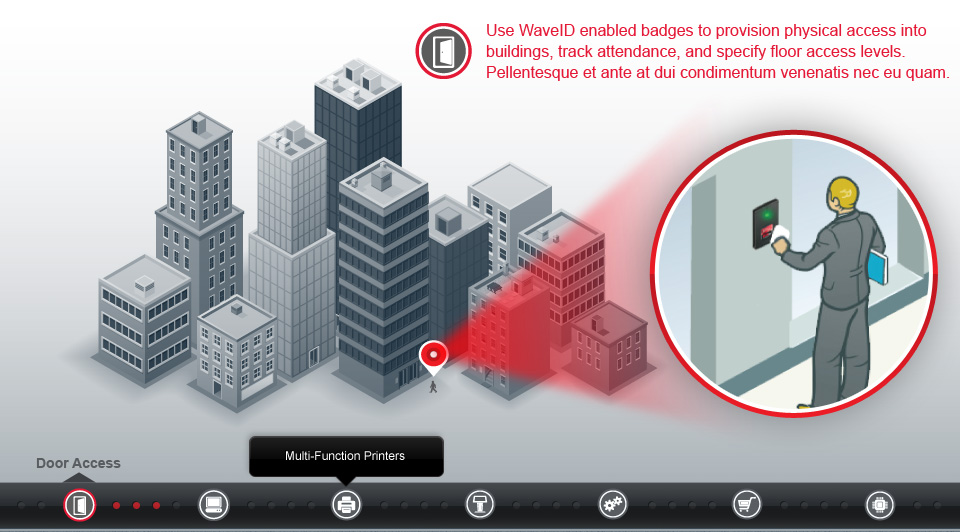 Use WaveID enabled badges to provision physical access into
buildings, track attendance, and specify floor access levels.
Pellentesque et ante at dui condimentum venenatis nec eu quam.
Door Access
Multi-Function Printers